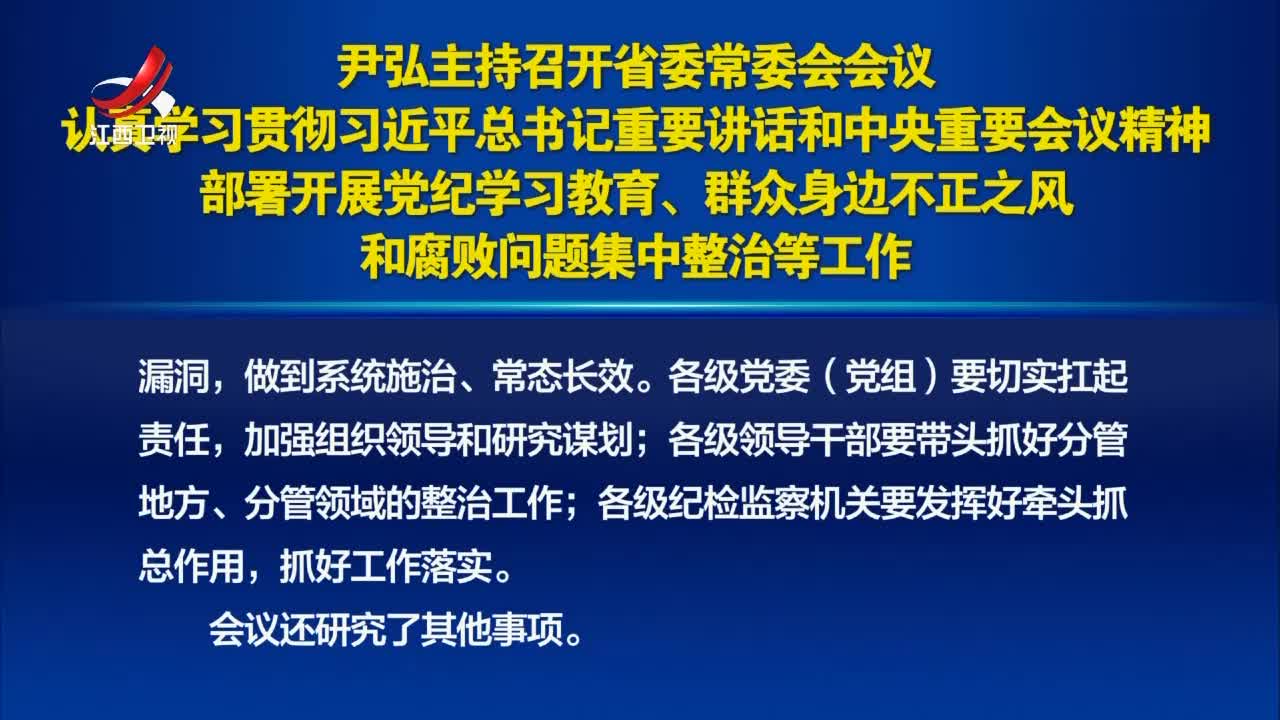 尹弘主持召开省委常委会会议
认真学习贯彻习近平总书记重要讲话和中央重要会议精神
江西卫视
部署开展党纪学习教育、群众身边不正之风
和腐败问题集中整治等工作
漏洞，做到系统施治、常态长效。各级党委（党组）要切实扛起
责任，加强组织领导和研究谋划；各级领导干部要带头抓好分管
地方、分管领域的整治工作；各级纪检监察机关要发挥好牵头抓
总作用，抓好工作落实。
会议还研究了其他事项。